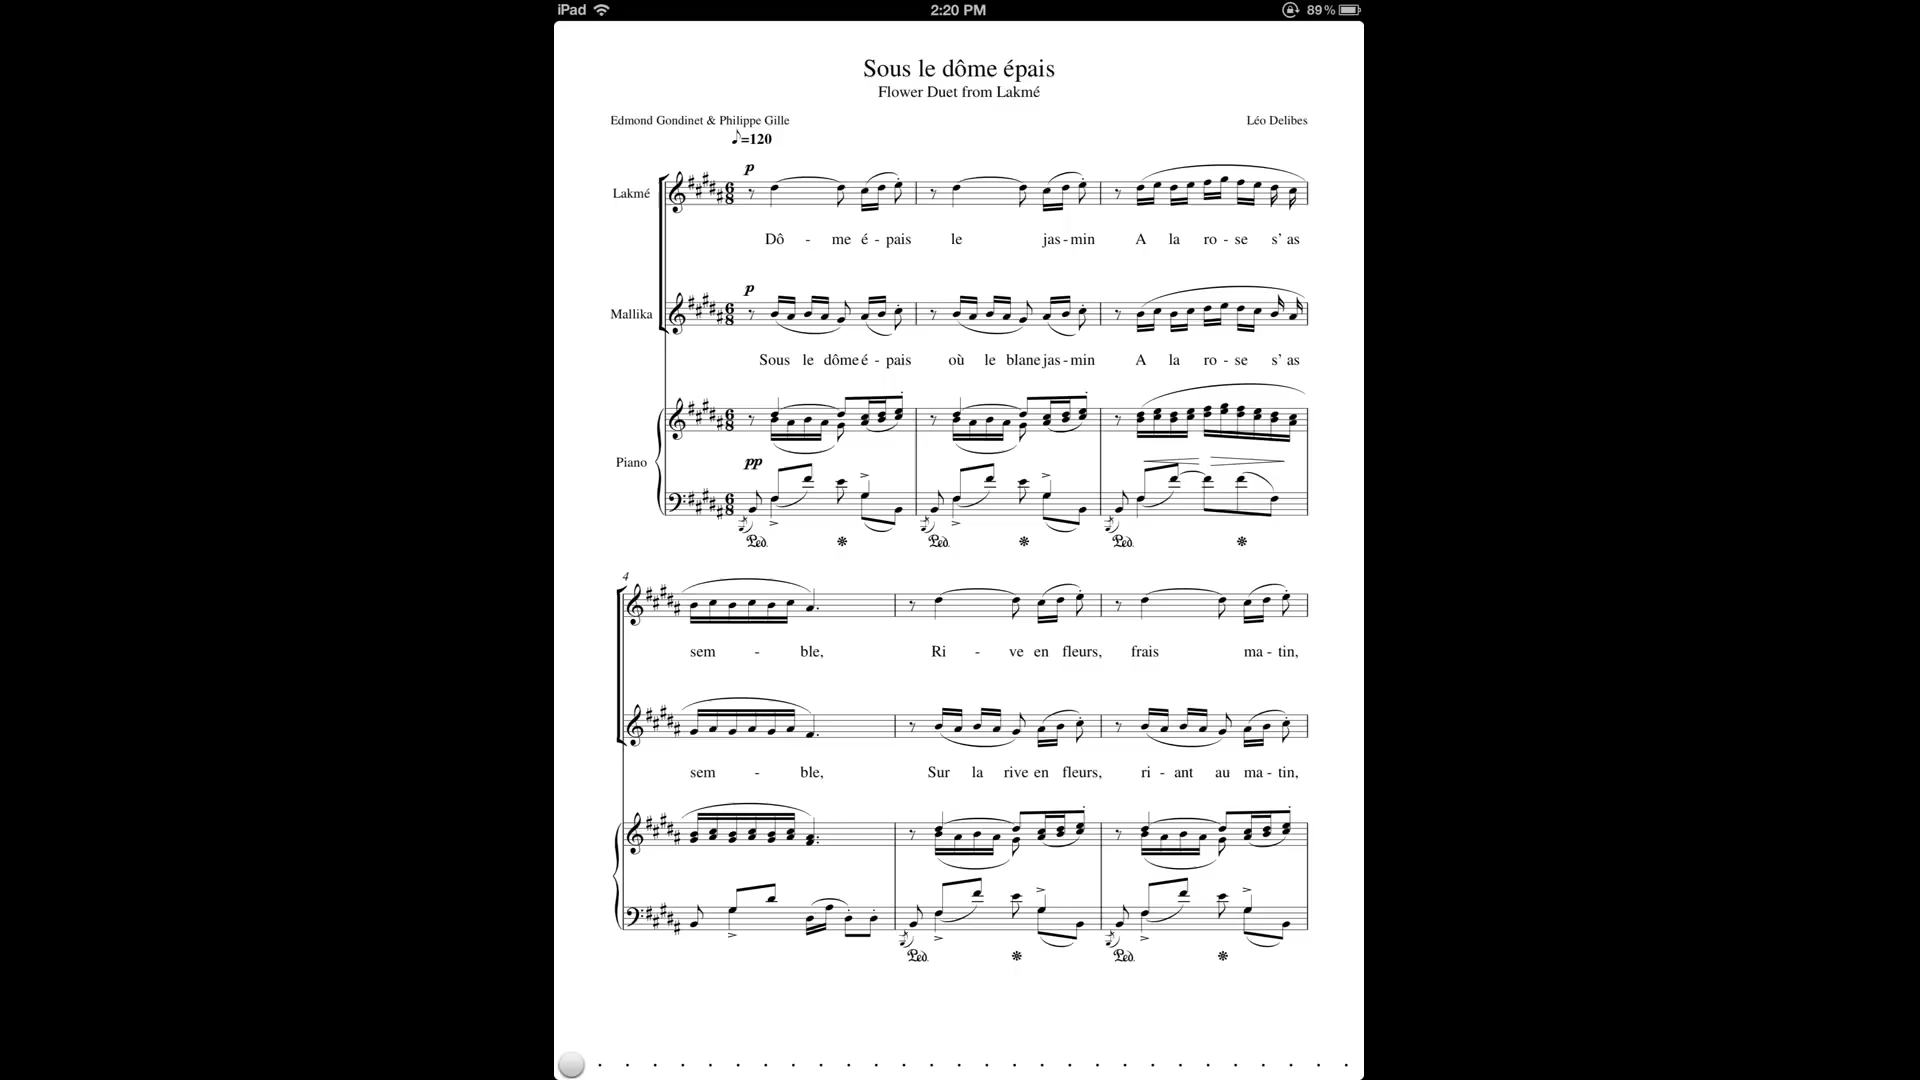 iPad 2:20 PM 89%
Sous le dôme épais
Flower Duet from Lakmé
Edmond Gondinet & Philippe Gille Léo Delibes
♪=120
p
Lakmé
Dô - me é - pais le jas - min A la ro - se s' as
p
Mallika
Sous le dôme é - pais où le blane jas - min A la ro - se s' as
Piano
pp
Ped. Ped. Ped.
4
sem - ble, Ri - ve en fleurs, frais ma - tin,
sem - ble, Sur la rive en fleurs, ri - ant au ma - tin,
Ped. Ped.